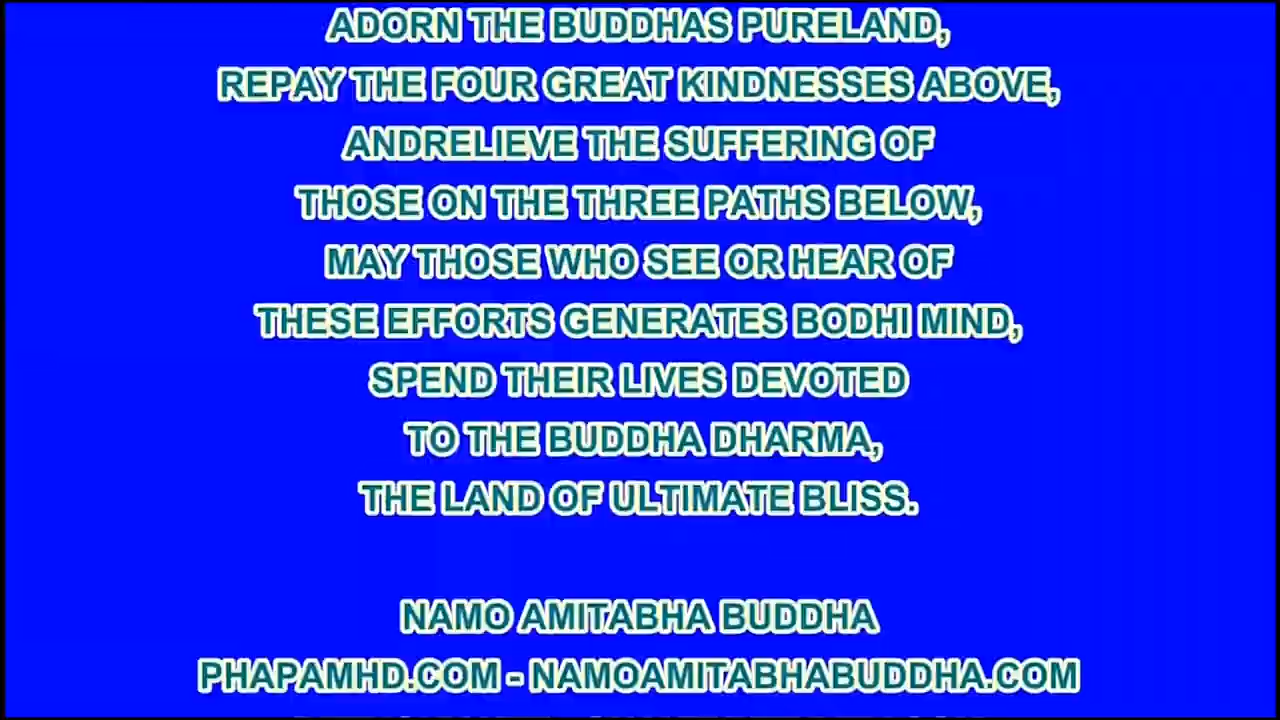 ADORN THE BUDDHAS PURELAND,
REPAY THE FOUR GREAT KINDNESSES ABOVE,
ANDRELIEVE THE SUFFERING OF
THOSE ON THE THREE PATHS BELOW,
MAY THOSE WHO SEE OR HEAR OF
THESE EFFORTS GENERATES BODHI MIND,
SPEND THEIR LIVES DEVOTED
TO THE BUDDHA DHARMA,
THE LAND OF ULTIMATE BLISS.
NAMO AMITABHA BUDDHA
PHAPAMHD.COM - NAMOAMITABHABUDDHA.COM